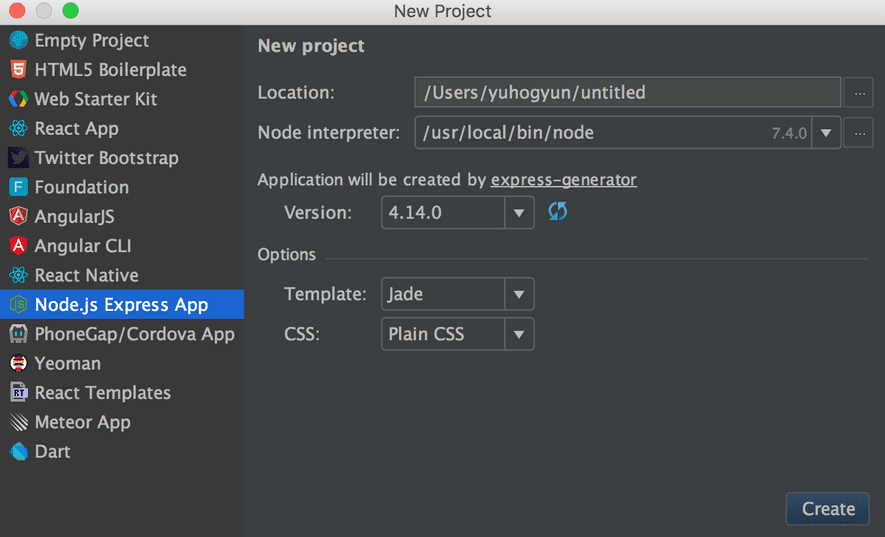 New Project
Empty Project
HTML5 Boilerplate
Web Starter Kit
React App
Twitter Bootstrap
Foundation
AngularJS
Angular CLI
React Native
Node.js Express App
PhoneGap/Cordova App
Yeoman
React Templates
Meteor App
Dart
New project
Location: /Users/yuhogyun/untitled ...
Node interpreter: /usr/local/bin/node 7.4.0 ...
Application will be created by express-generator
Version: 4.14.0
Options
Template: Jade
CSS: Plain CSS
Create